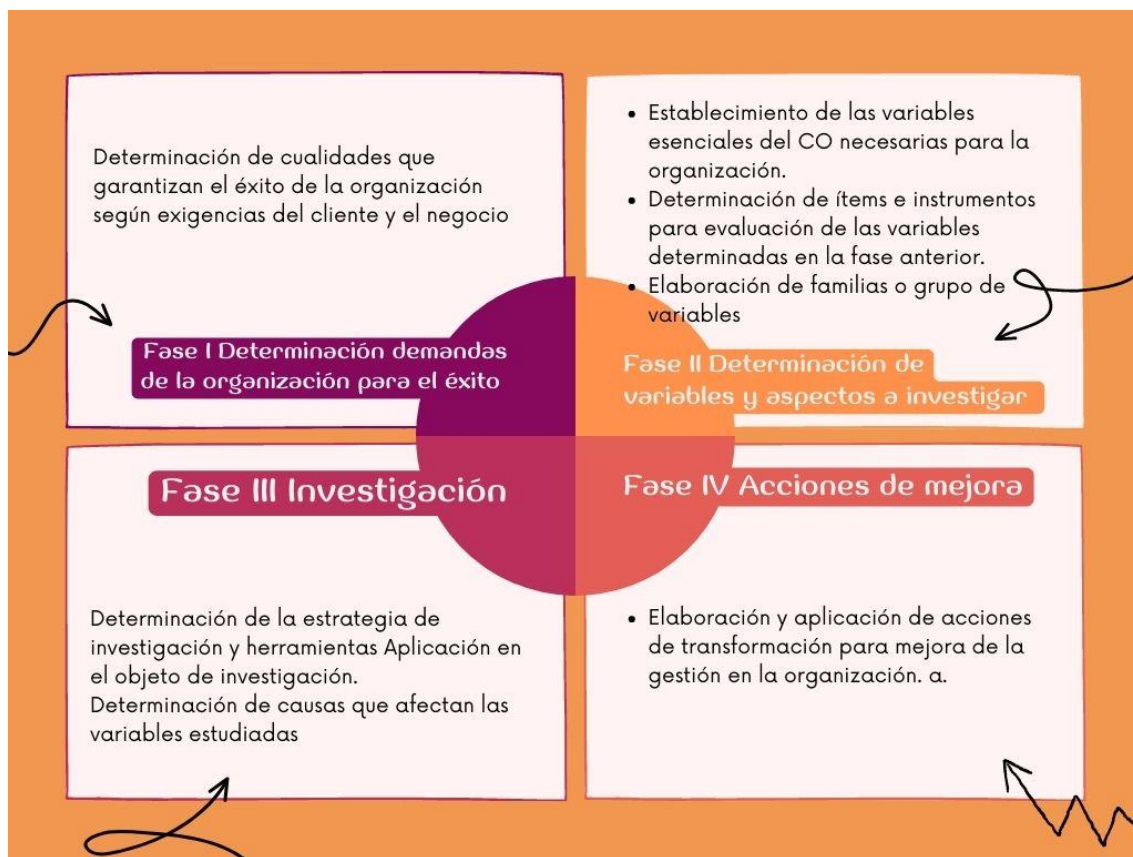 Determinación de cualidades que
garantizan el éxito de la organización
según exigencias del cliente y el negocio
Fase I Determinación demandas
de la organización para el éxito
• Establecimiento de las variables
esenciales del CO necesarias para la
organización.
• Determinación de ítems e instrumentos
para evaluación de las variables
determinadas en la fase anterior.
• Elaboración de familias o grupo de
variables
Fase II Determinación de
variables y aspectos a investigar
Fase III Investigación
Determinación de la estrategia de
investigación y herramientas Aplicación en
el objeto de investigación.
Determinación de causas que afectan las
variables estudiadas
Fase IV Acciones de mejora
• Elaboración y aplicación de acciones
de transformación para mejora de la
gestión en la organización. a.